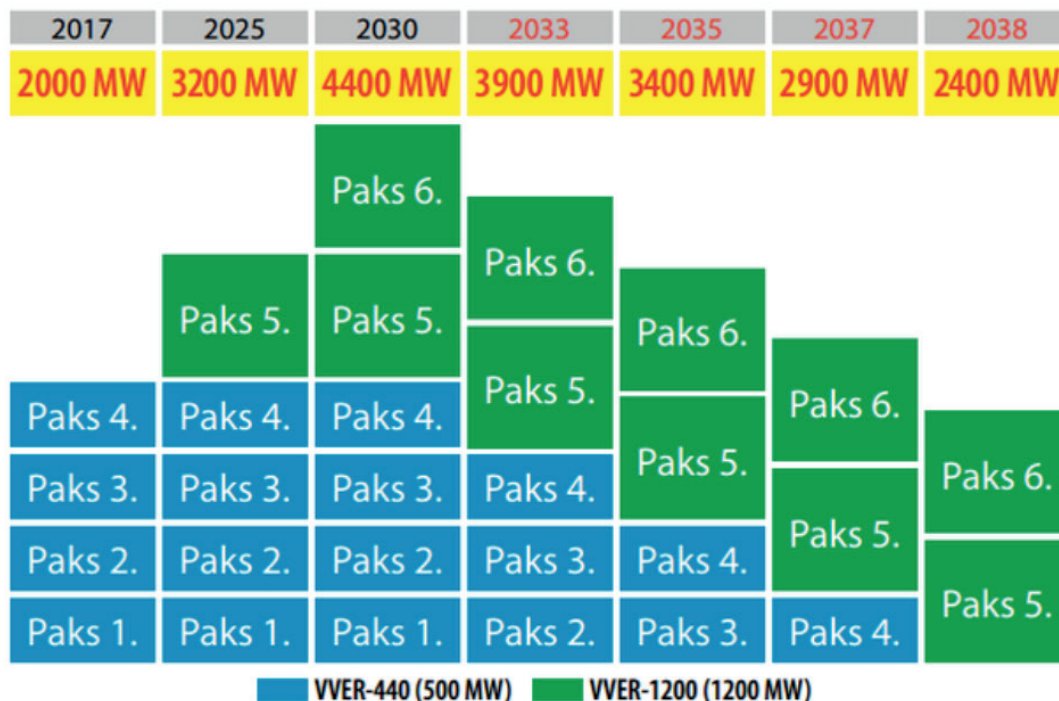 2017 2025 2030 2033 2035 2037 2038
2000 MW 3200 MW 4400 MW 3900 MW 3400 MW 2900 MW 2400 MW
Paks 6.
Paks 6.
Paks 5. Paks 5. Paks 6.
Paks 5. Paks 6.
Paks 4. Paks 4. Paks 4.
Paks 5. Paks 6.
Paks 3. Paks 3. Paks 3. Paks 4.
Paks 5.
Paks 2. Paks 2. Paks 2. Paks 3. Paks 4.
Paks 5.
Paks 1. Paks 1. Paks 1. Paks 2. Paks 3. Paks 4.
VVER-440 (500 MW) VVER-1200 (1200 MW)